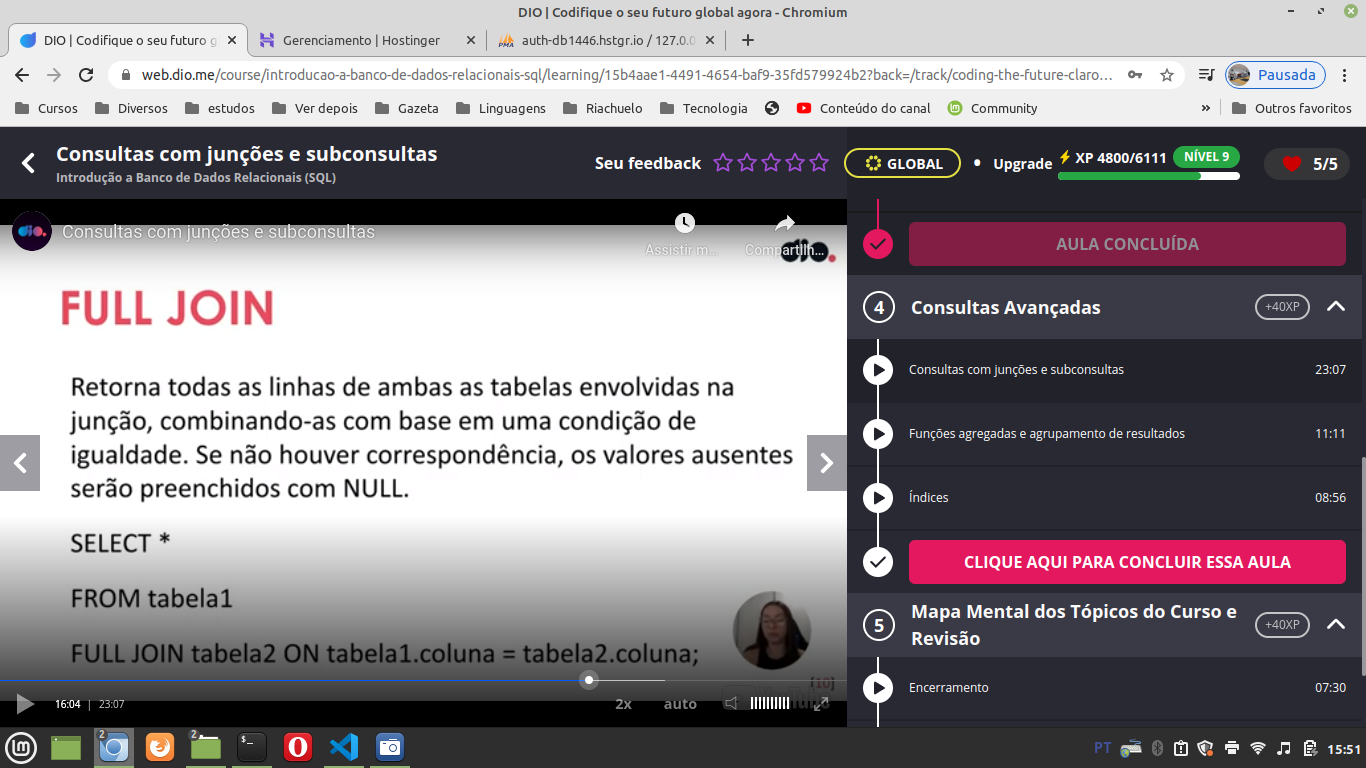 DIO | Codifique o seu futuro global agora - Chromium
DIO | Codifique o seu futuro g
Gerenciamento | Hostinger
PMA
auth-db1446.hstgr.io / 127.0.0
web.dio.me/course/introducao-a-banco-de-dados-relacionais-sql/learning/15b4aae1-4491-4654-baf9-35fd579924b2?back=/track/coding-the-future-claro…
Pausada
Cursos
Diversos
estudos
Ver depois
Gazeta
Linguagens
Riachuelo
Tecnologia
Conteúdo do canal
Community
»
Outros favoritos
Consultas com junções e subconsultas
Introdução a Banco de Dados Relacionais (SQL)
Seu feedback
GLOBAL
• Upgrade
XP 4800/6111
NÍVEL 9
5/5
dio.
Consultas com junções e subconsultas
Assistir m…
Compartilh…
dio.
FULL JOIN
Retorna todas as linhas de ambas as tabelas envolvidas na
junção, combinando-as com base em uma condição de
igualdade. Se não houver correspondência, os valores ausentes
serão preenchidos com NULL.
SELECT *
FROM tabela1
FULL JOIN tabela2 ON tabela1.coluna = tabela2.coluna;
[10]
16:04 | 23:07
2x
auto
AULA CONCLUÍDA
4
Consultas Avançadas
+40XP
Consultas com junções e subconsultas
23:07
Funções agregadas e agrupamento de resultados
11:11
Índices
08:56
CLIQUE AQUI PARA CONCLUIR ESSA AULA
5
Mapa Mental dos Tópicos do Curso e
Revisão
+40XP
Encerramento
07:30
2
2
$_
PT
15:51